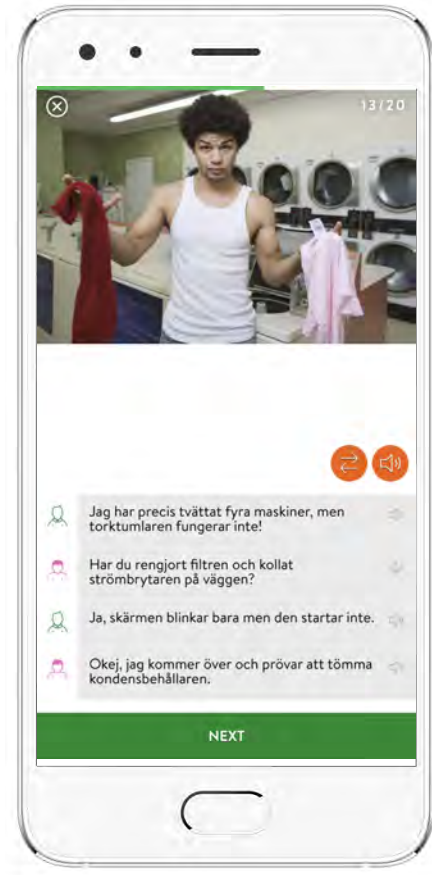 13/20
Jag har precis tvättat fyra maskiner, men
torktumlaren fungerar inte!
Har du rengjort filtren och kollat
strömbrytaren på väggen?
Ja, skärmen blinkar bara men den startar inte.
Okej, jag kommer över och prövar att tömma
kondensbehållaren.
NEXT